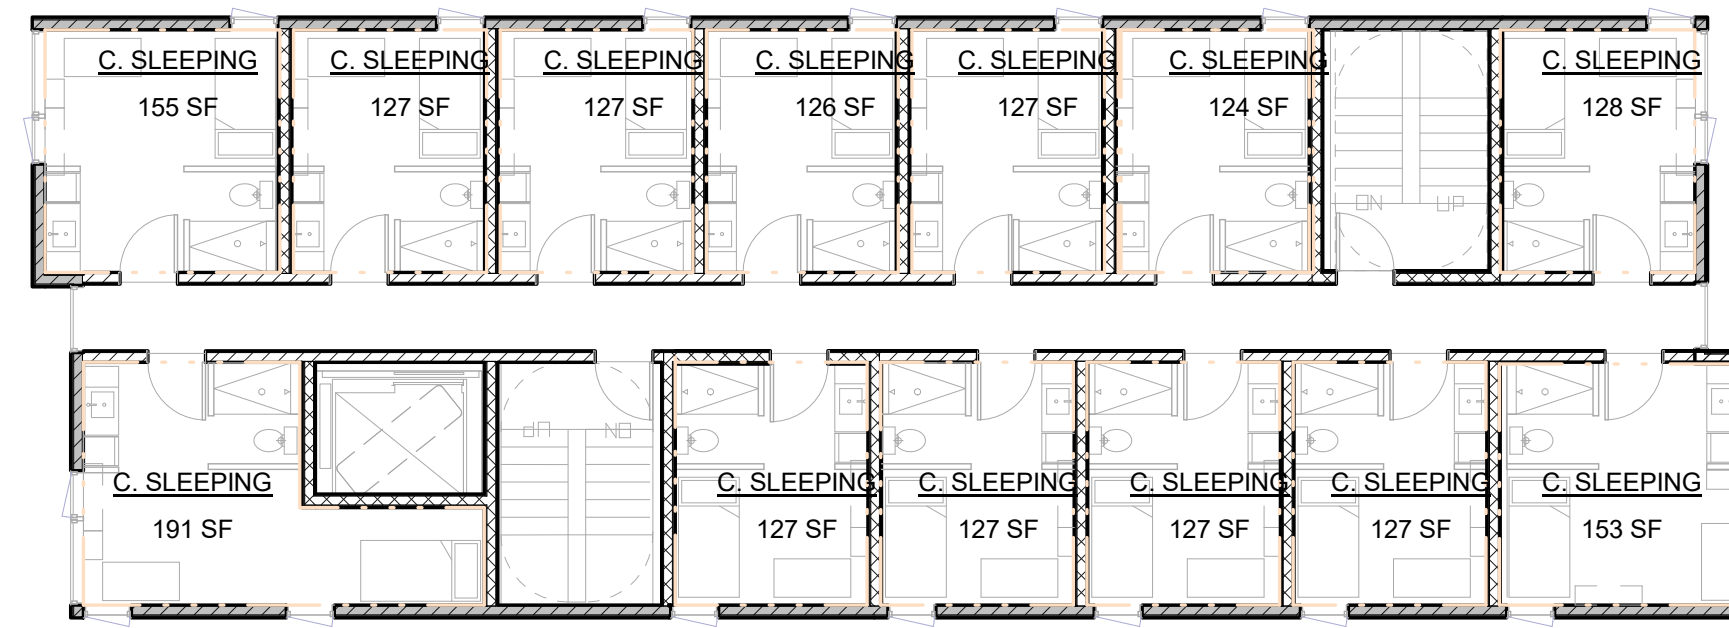 C. SLEEPING
155 SF
C. SLEEPING
127 SF
C. SLEEPING
127 SF
C. SLEEPING
126 SF
C. SLEEPING
127 SF
C. SLEEPING
124 SF
DN
UP
C. SLEEPING
128 SF
C. SLEEPING
191 SF
UP
DN
C. SLEEPING
127 SF
C. SLEEPING
127 SF
C. SLEEPING
127 SF
C. SLEEPING
127 SF
C. SLEEPING
153 SF